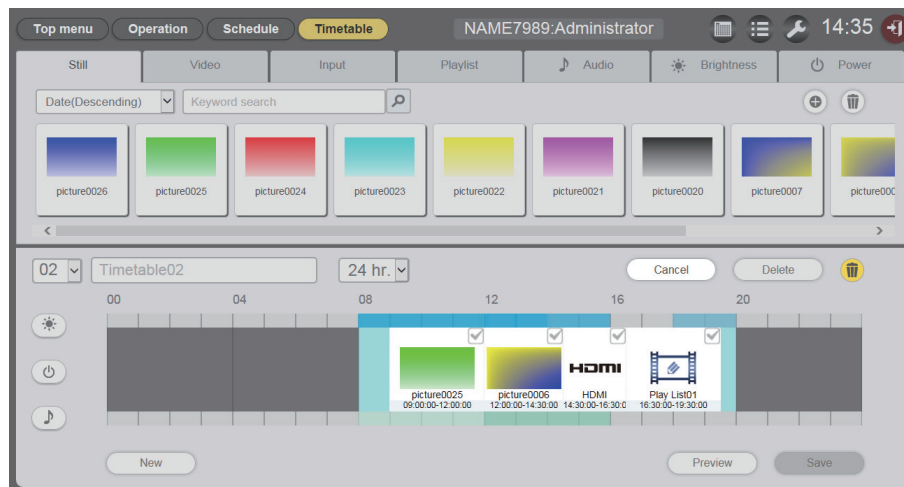 Top menu Operation Schedule Timetable NAME7989:Administrator 14:35
Still Video Input Playlist Audio Brightness Power
Date(Descending) Keyword search
picture0026 picture0025 picture0024 picture0023 picture0022 picture0021 picture0020 picture0007 picture000
02 Timetable02 24 hr. Cancel Delete
00 04 08 12 16 20
HDMI
picture0025 picture0006 HDMI Play List01
09:00:00-12:00:00 12:00:00-14:30:00 14:30:00-16:30:0 16:30:00-19:30:00
New Preview Save